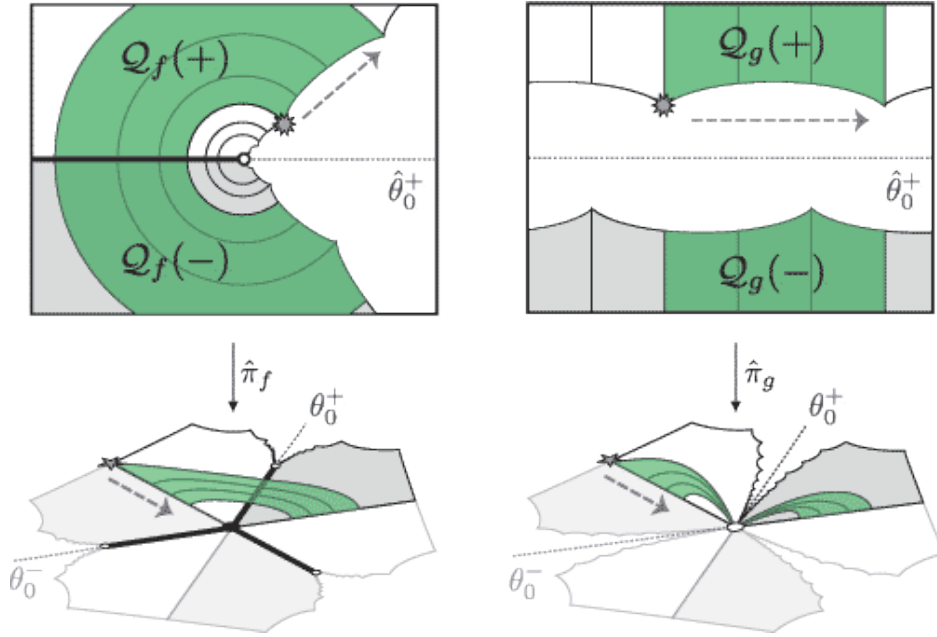 𝒬_f(+)
𝒬_g(+)
θ̂₀⁺
θ̂₀⁺
𝒬_f(−)
𝒬_g(−)
π̂_f
π̂_g
θ₀⁺
θ₀⁺
θ₀⁻
θ₀⁻